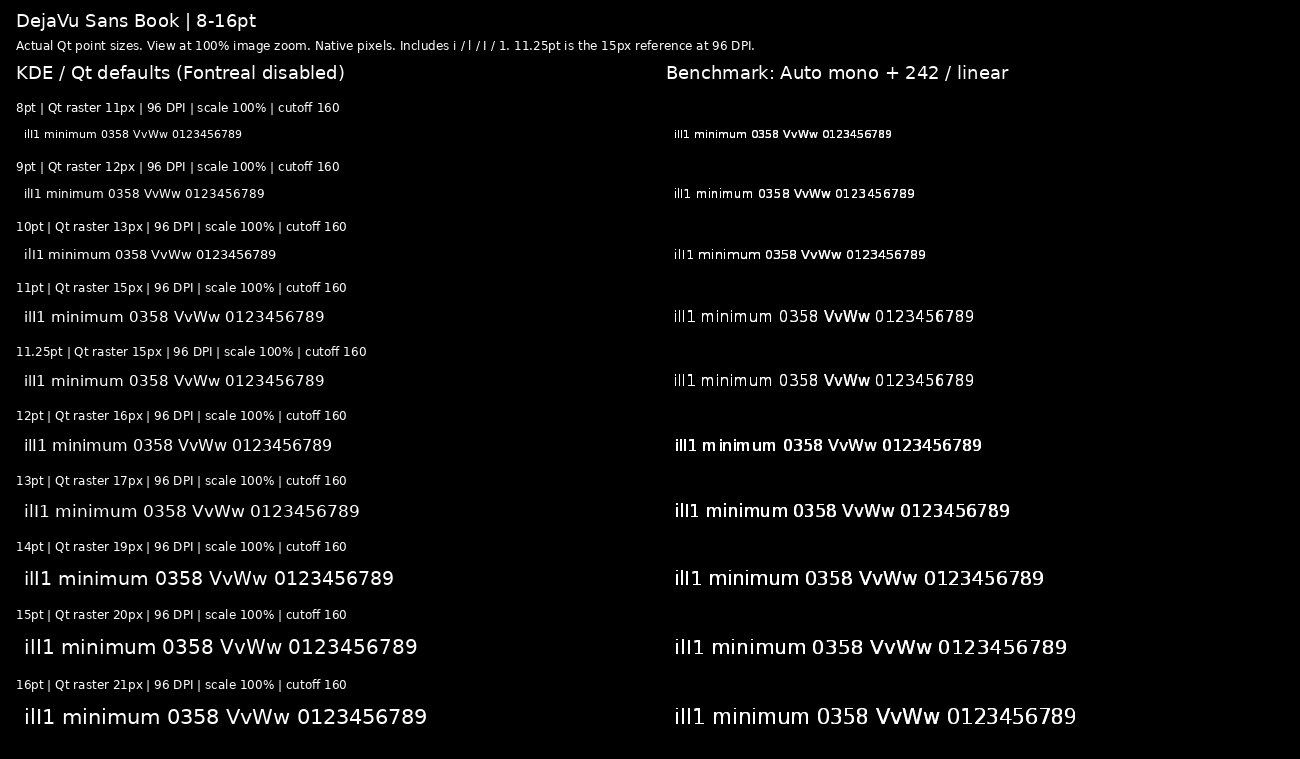 DejaVu Sans Book | 8-16pt
Actual Qt point sizes. View at 100% image zoom. Native pixels. Includes i / l / I / 1. 11.25pt is the 15px reference at 96 DPI.
KDE / Qt defaults (Fontreal disabled)
Benchmark: Auto mono + 242 / linear
8pt | Qt raster 11px | 96 DPI | scale 100% | cutoff 160
ilI1 minimum 0358 VvWw 0123456789
ilI1 minimum 0358 VvWw 0123456789
9pt | Qt raster 12px | 96 DPI | scale 100% | cutoff 160
ilI1 minimum 0358 VvWw 0123456789
ilI1 minimum 0358 VvWw 0123456789
10pt | Qt raster 13px | 96 DPI | scale 100% | cutoff 160
ilI1 minimum 0358 VvWw 0123456789
ilI1 minimum 0358 VvWw 0123456789
11pt | Qt raster 15px | 96 DPI | scale 100% | cutoff 160
ilI1 minimum 0358 VvWw 0123456789
ilI1 minimum 0358 VvWw 0123456789
11.25pt | Qt raster 15px | 96 DPI | scale 100% | cutoff 160
ilI1 minimum 0358 VvWw 0123456789
ilI1 minimum 0358 VvWw 0123456789
12pt | Qt raster 16px | 96 DPI | scale 100% | cutoff 160
ilI1 minimum 0358 VvWw 0123456789
ilI1 minimum 0358 VvWw 0123456789
13pt | Qt raster 17px | 96 DPI | scale 100% | cutoff 160
ilI1 minimum 0358 VvWw 0123456789
ilI1 minimum 0358 VvWw 0123456789
14pt | Qt raster 19px | 96 DPI | scale 100% | cutoff 160
ilI1 minimum 0358 VvWw 0123456789
ilI1 minimum 0358 VvWw 0123456789
15pt | Qt raster 20px | 96 DPI | scale 100% | cutoff 160
ilI1 minimum 0358 VvWw 0123456789
ilI1 minimum 0358 VvWw 0123456789
16pt | Qt raster 21px | 96 DPI | scale 100% | cutoff 160
ilI1 minimum 0358 VvWw 0123456789
ilI1 minimum 0358 VvWw 0123456789